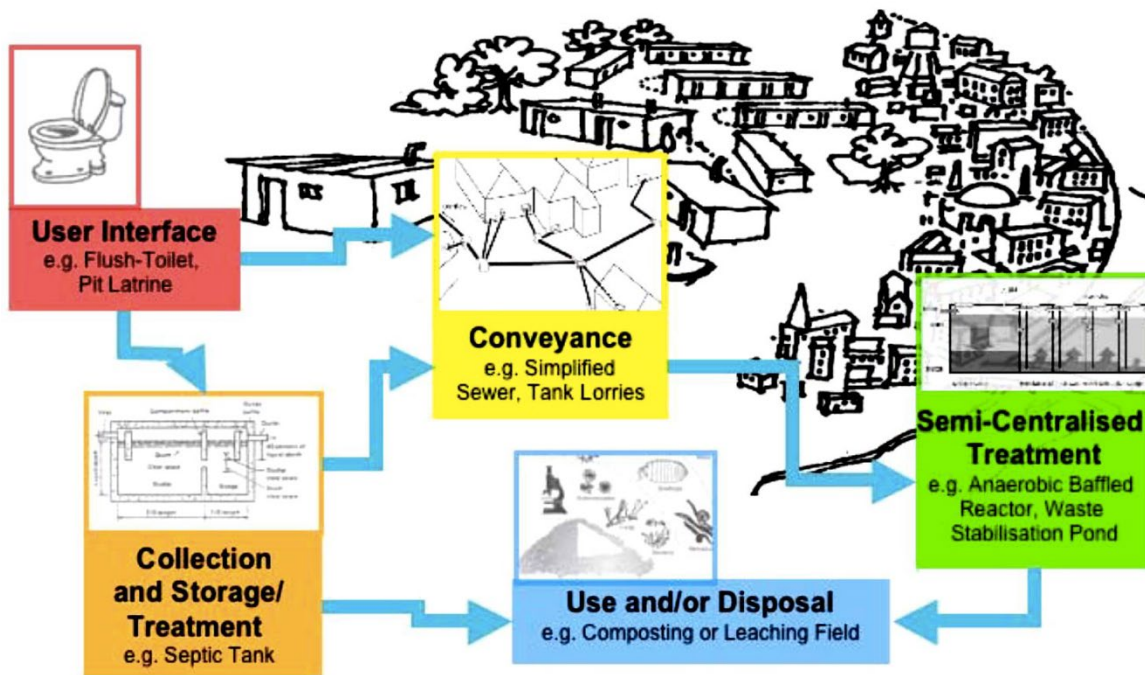 User Interface
e.g. Flush-Toilet,
Pit Latrine
Conveyance
e.g. Simplified
Sewer, Tank Lorries
Semi-Centralised
Treatment
e.g. Anaerobic Baffled
Reactor, Waste
Stabilisation Pond
Collection
and Storage/
Treatment
e.g. Septic Tank
Use and/or Disposal
e.g. Composting or Leaching Field